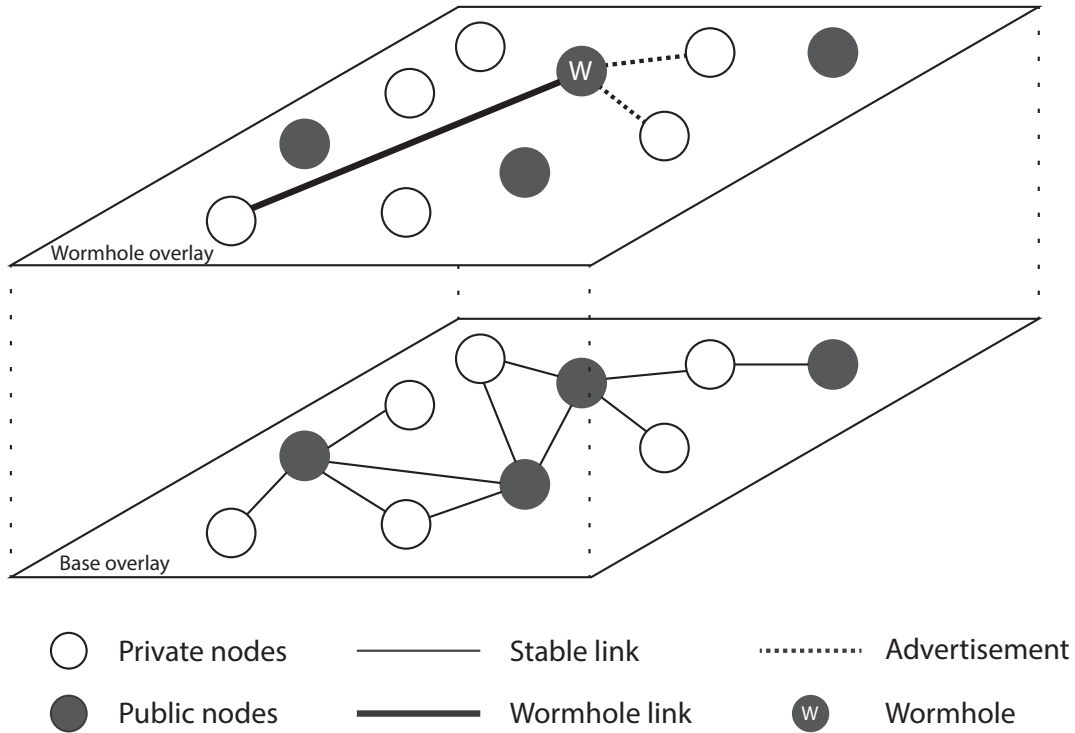 W
Wormhole overlay
Base overlay
Private nodes
Stable link
Advertisement
Public nodes
Wormhole link
W
Wormhole